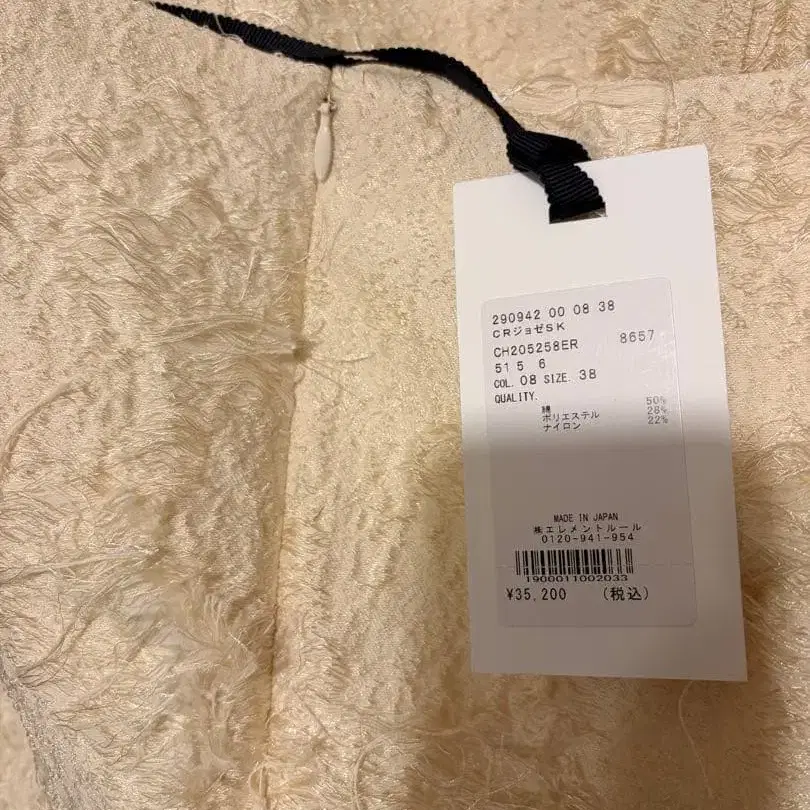 290942 00 08 38
CRジョゼSK
CH205258ER 8657
51 5 6
COL. 08 SIZE. 38
QUALITY.
綿 50%
ポリエステル 28%
ナイロン 22%
MADE IN JAPAN
㈱エレメントルール
0120-941-954
1900011002033
¥35,200 (税込)